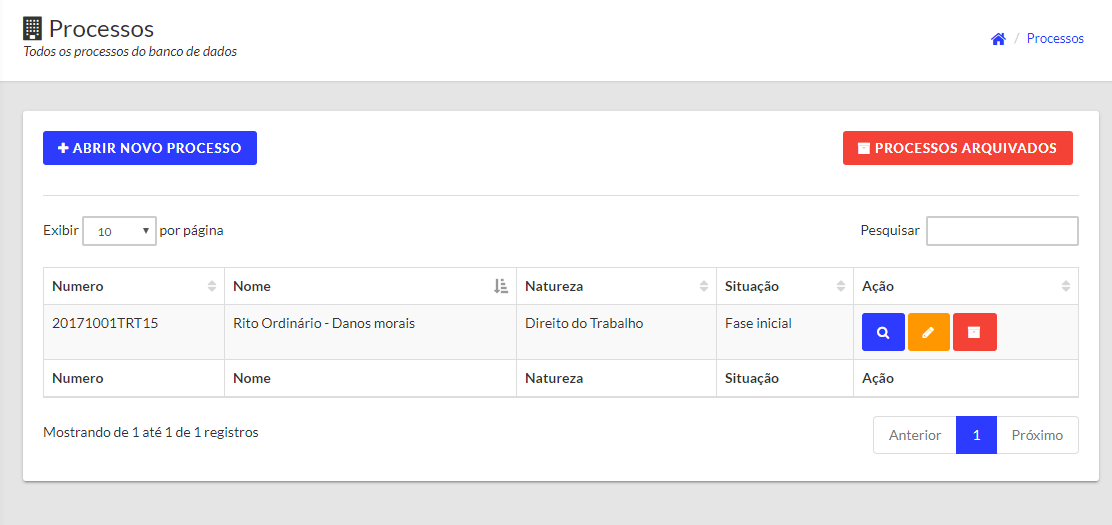 Processos
Todos os processos do banco de dados
/ Processos
ABRIR NOVO PROCESSO
PROCESSOS ARQUIVADOS
Exibir 10 por página
Pesquisar
Numero Nome Natureza Situação Ação
20171001TRT15 Rito Ordinário - Danos morais Direito do Trabalho Fase inicial
Numero Nome Natureza Situação Ação
Mostrando de 1 até 1 de 1 registros
Anterior 1 Próximo